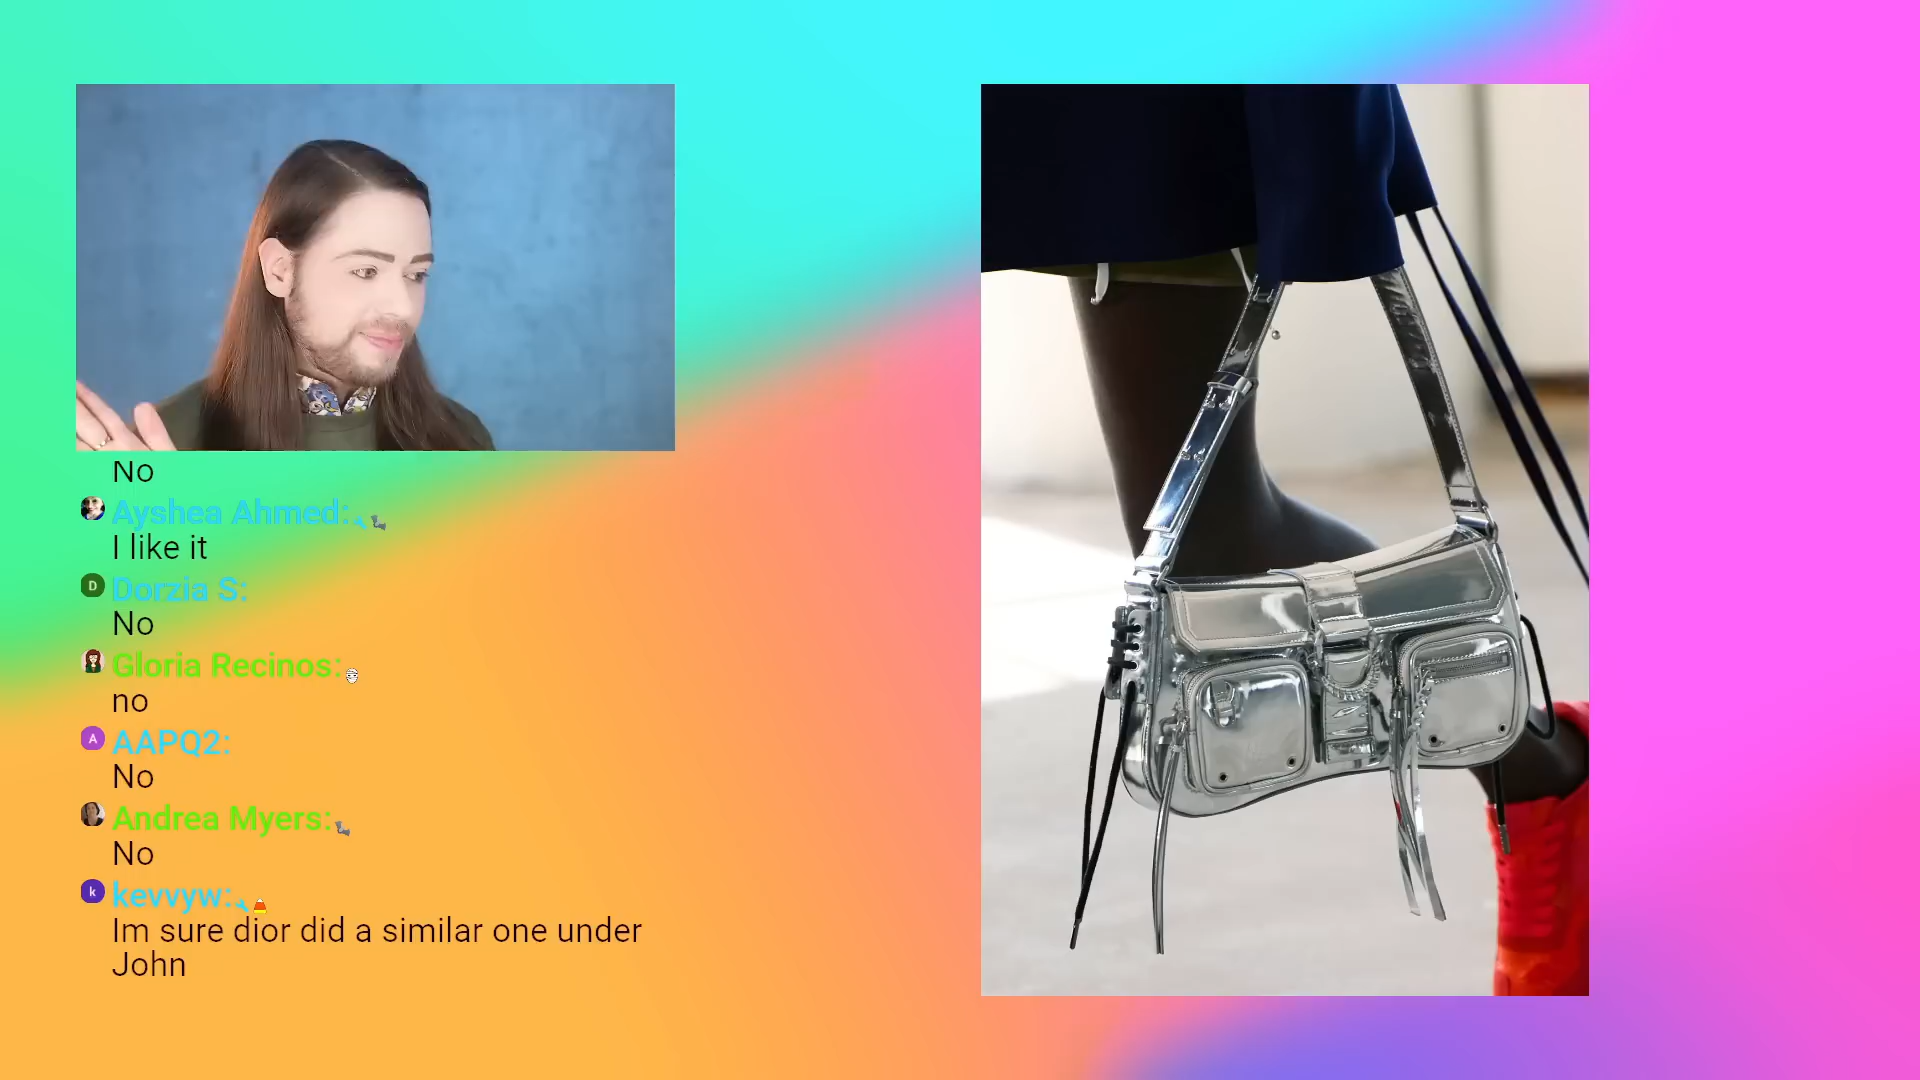 No
Ayshea Ahmed:
I like it
D
Dorzia S:
No
Gloria Recinos:
no
A
AAPQ2:
No
Andrea Myers:
No
k
kevvyw:
Im sure dior did a similar one under
John